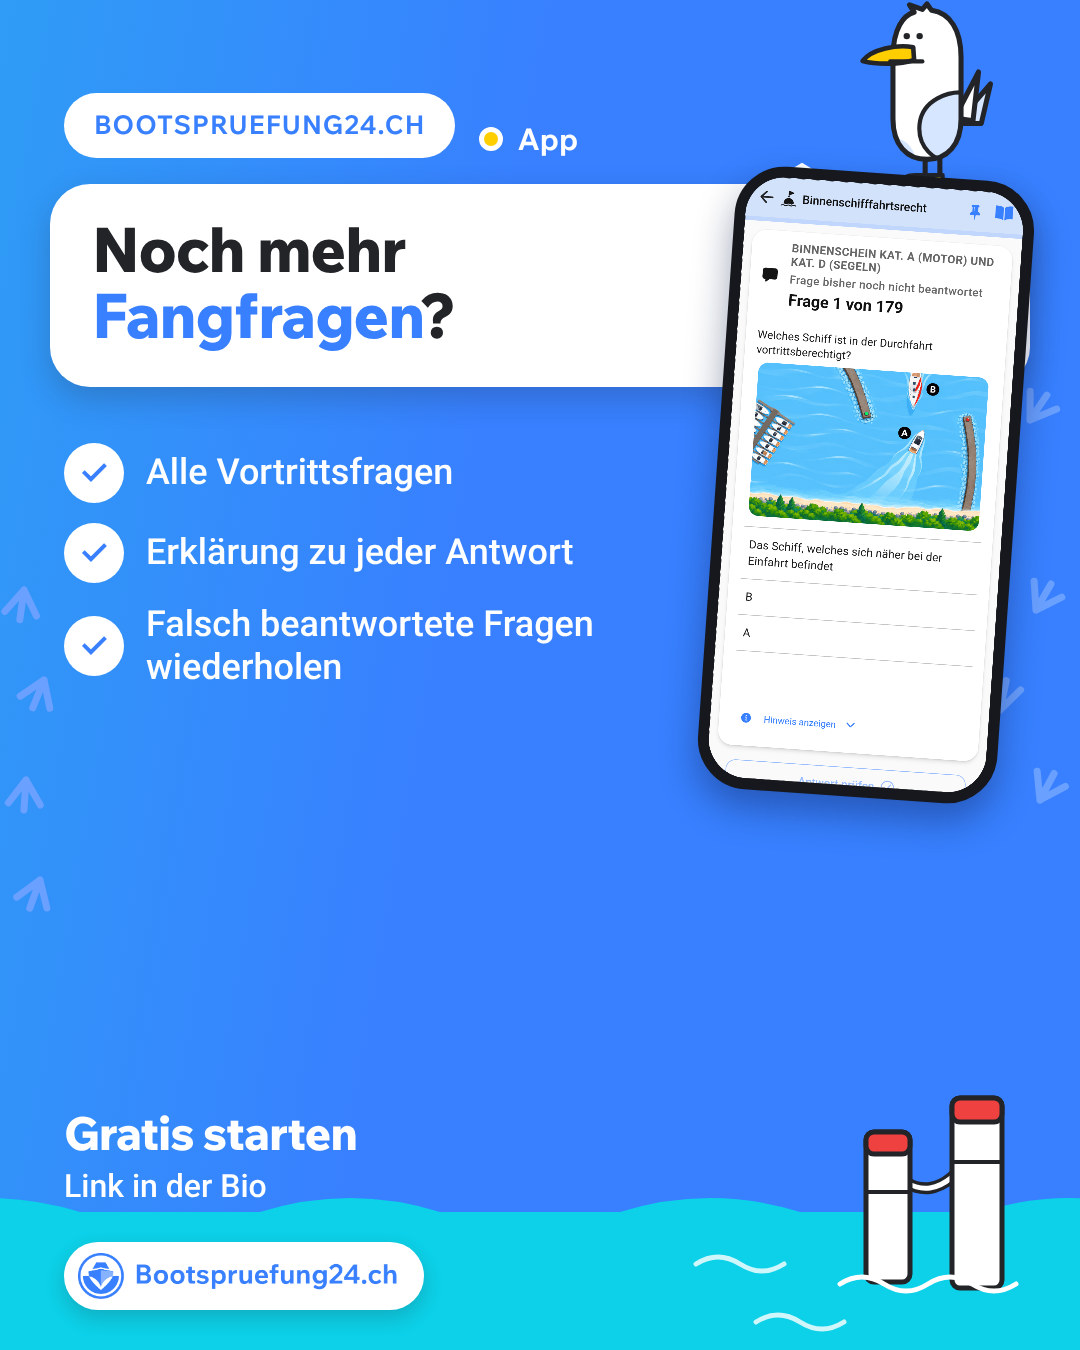 BOOTSPRUEFUNG24.CH
App
Noch mehr
Fangfragen?
Alle Vortrittsfragen
Erklärung zu jeder Antwort
Falsch beantwortete Fragen
wiederholen
Binnenschifffahrtsrecht
BINNENSCHEIN KAT. A (MOTOR) UND
KAT. D (SEGELN)
Frage bisher noch nicht beantwortet
Frage 1 von 179
Welches Schiff ist in der Durchfahrt
vortrittsberechtigt?
B
A
Das Schiff, welches sich näher bei der
Einfahrt befindet
B
A
Hinweis anzeigen
Antwort prüfen
Gratis starten
Link in der Bio
Bootspruefung24.ch